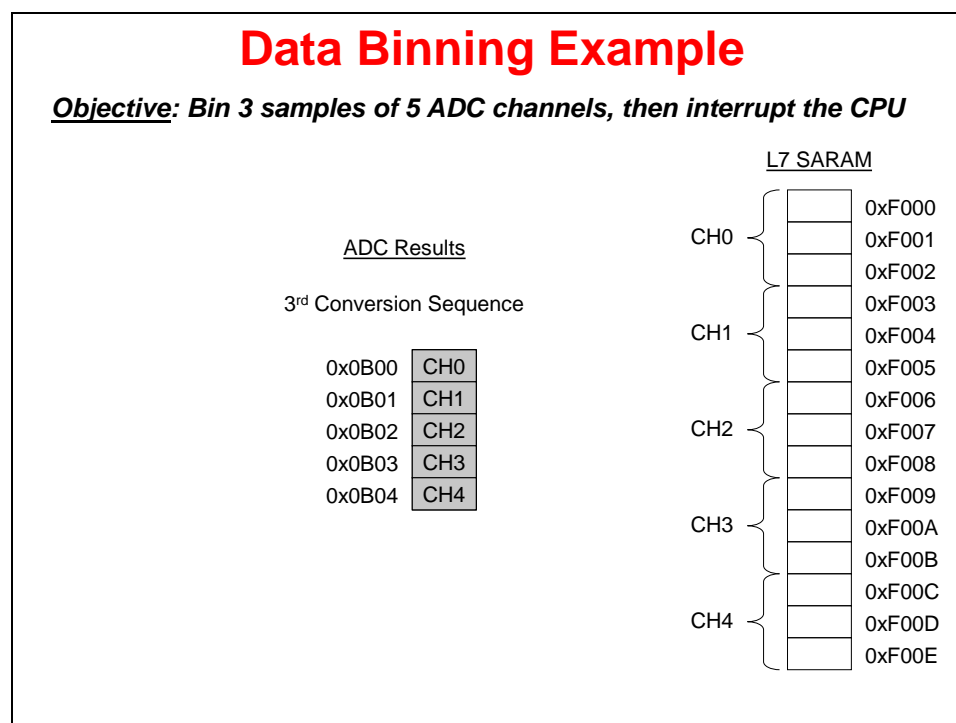 Data Binning Example
Objective: Bin 3 samples of 5 ADC channels, then interrupt the CPU
ADC Results
3rd Conversion Sequence
0x0B00 CH0
0x0B01 CH1
0x0B02 CH2
0x0B03 CH3
0x0B04 CH4
L7 SARAM
CH0
0xF000
0xF001
0xF002
CH1
0xF003
0xF004
0xF005
CH2
0xF006
0xF007
0xF008
CH3
0xF009
0xF00A
0xF00B
CH4
0xF00C
0xF00D
0xF00E